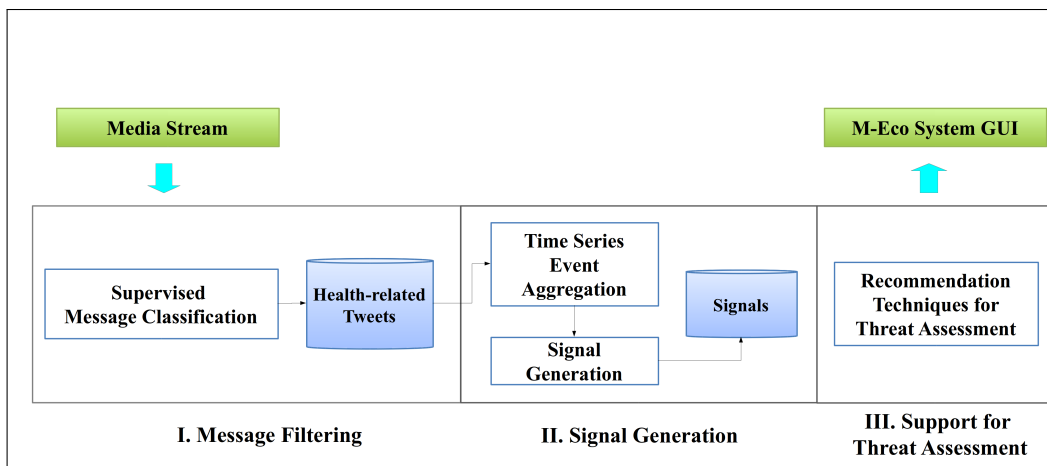 Media Stream
M-Eco System GUI
Supervised
Message Classification
Health-related
Tweets
Time Series
Event
Aggregation
Signal
Generation
Signals
Recommendation
Techniques for
Threat Assessment
I. Message Filtering
II. Signal Generation
III. Support for
Threat Assessment